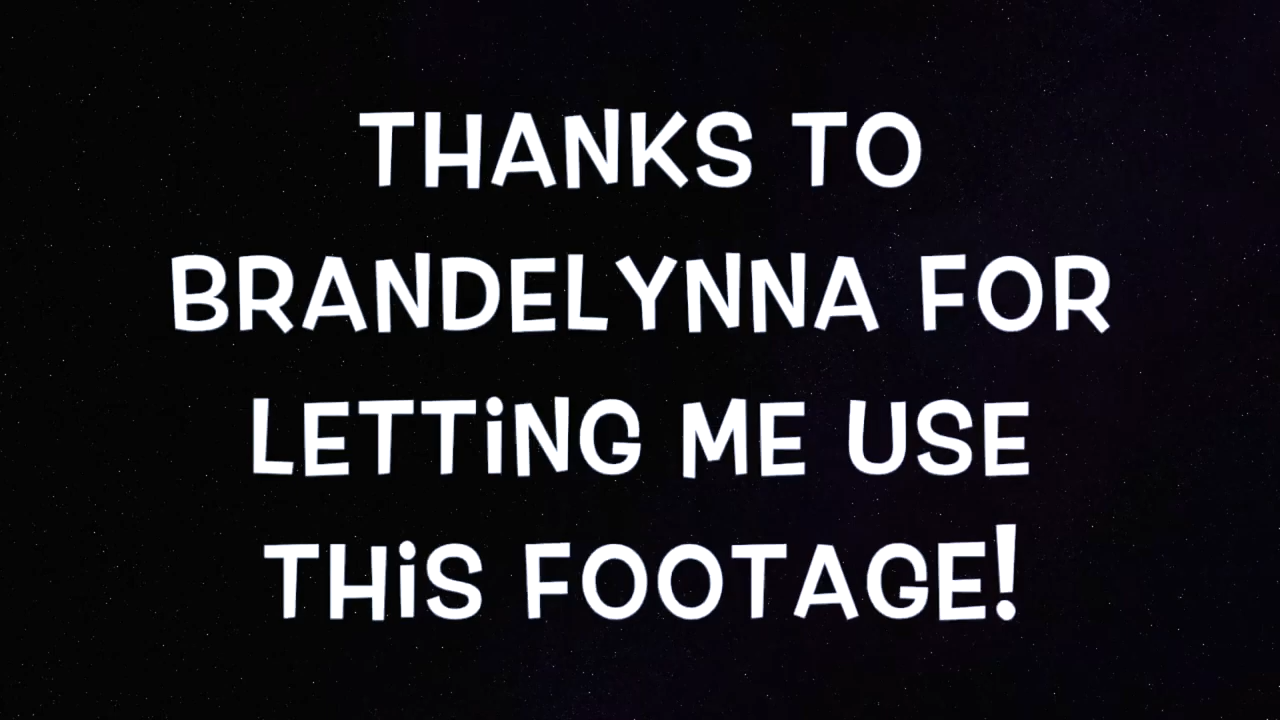 THANKS TO
BRANDELYNNA FOR
LETTiNG ME USE
THiS FOOTAGE!